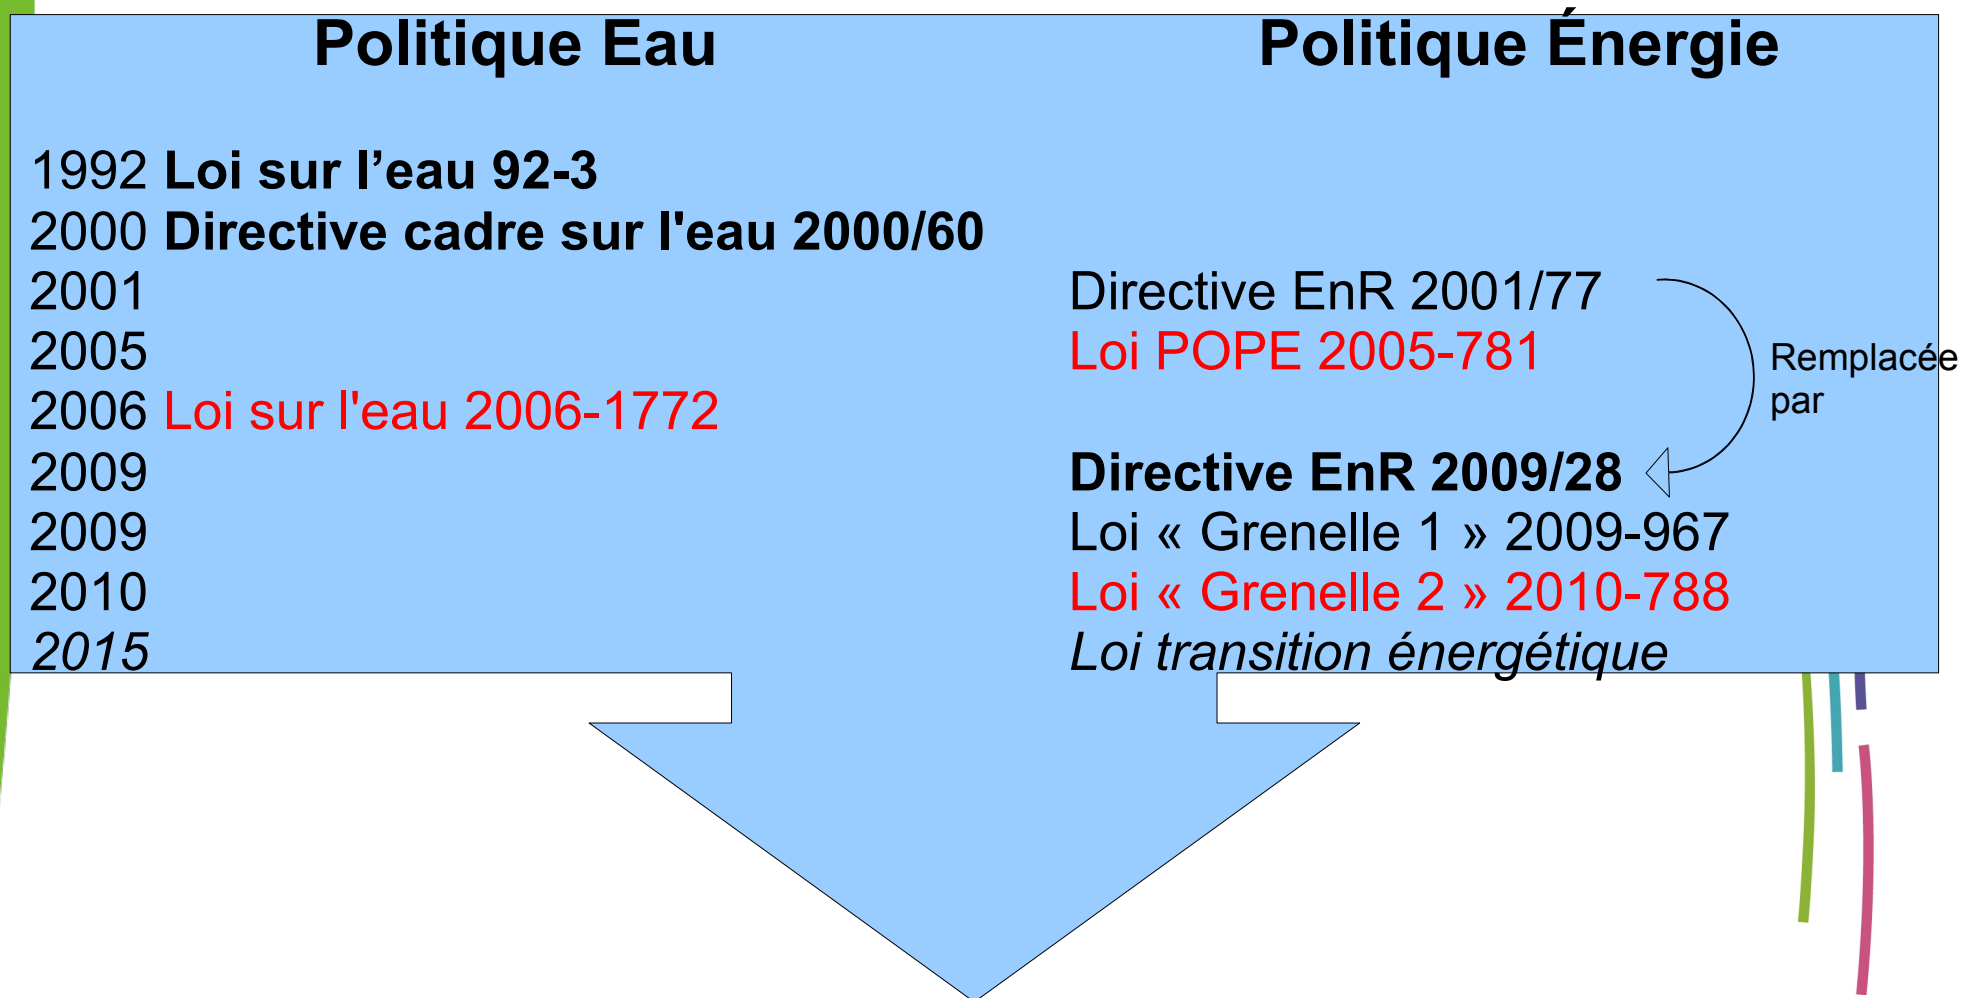 Politique Eau Politique Énergie
1992 Loi sur l’eau 92-3
2000 Directive cadre sur l'eau 2000/60
2001 Directive EnR 2001/77
2005 Loi POPE 2005-781
Remplacée
par
2006 Loi sur l'eau 2006-1772
2009 Directive EnR 2009/28
2009 Loi « Grenelle 1 » 2009-967
2010 Loi « Grenelle 2 » 2010-788
2015 Loi transition énergétique